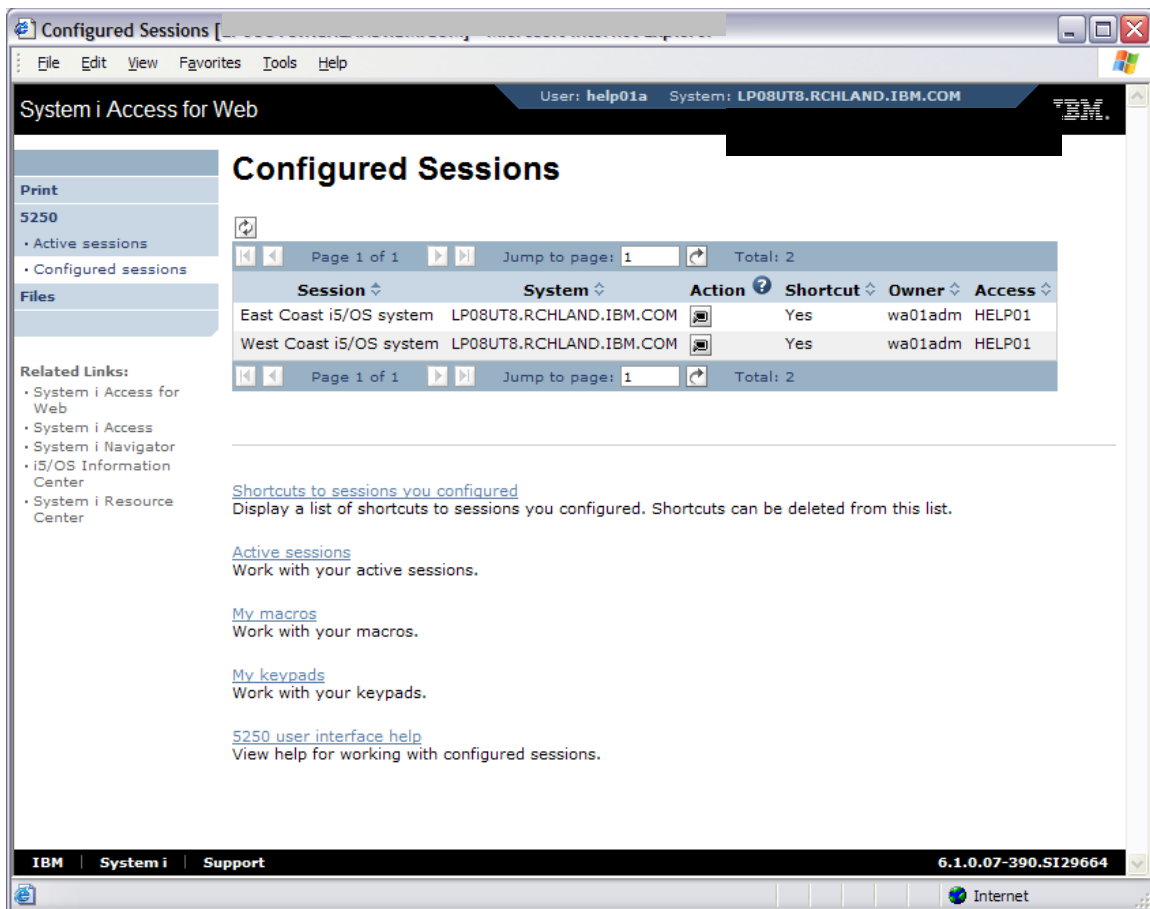 Configured Sessions [
File Edit View Favorites Tools Help
System i Access for Web
User: help01a System: LP08UT8.RCHLAND.IBM.COM
IBM.
Configured Sessions
Print
5250
• Active sessions
• Configured sessions
Files
Related Links:
• System i Access for
Web
• System i Access
• System i Navigator
• i5/OS Information
Center
• System i Resource
Center
Page 1 of 1 Jump to page: 1 Total: 2
Session System Action ? Shortcut Owner Access
East Coast i5/OS system LP08UT8.RCHLAND.IBM.COM Yes wa01adm HELP01
West Coast i5/OS system LP08UT8.RCHLAND.IBM.COM Yes wa01adm HELP01
Page 1 of 1 Jump to page: 1 Total: 2
Shortcuts to sessions you configured
Display a list of shortcuts to sessions you configured. Shortcuts can be deleted from this list.
Active sessions
Work with your active sessions.
My macros
Work with your macros.
My keypads
Work with your keypads.
5250 user interface help
View help for working with configured sessions.
IBM | System i | Support 6.1.0.07-390.SI29664
Internet